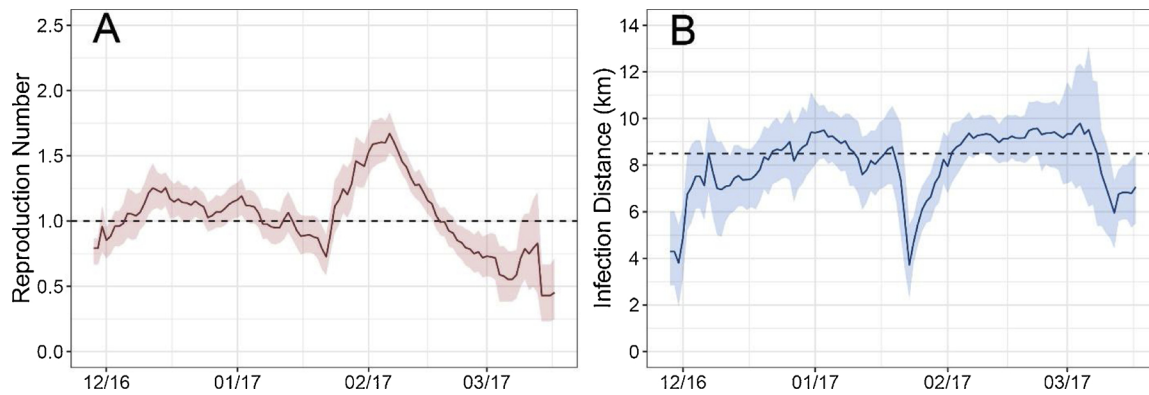 A
Reproduction Number
2.5
2.0
1.5
1.0
0.5
0.0
12/16 01/17 02/17 03/17
B
Infection Distance (km)
14
12
10
8
6
4
2
0
12/16 01/17 02/17 03/17